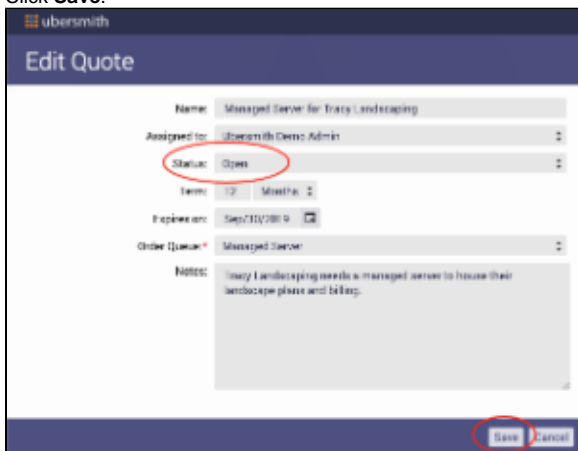 Click Save.
ubersmith
Edit Quote
Name: Managed Server for Tracy Landscaping
Assigned to: Ubersmith Demo Admin
Status: Open
Term: 12 Months
Expires on: Sep/30/2019
Order Queue:* Managed Server
Notes: Tracy Landscaping needs a managed server to house their
landscape plans and billing.
Save Cancel